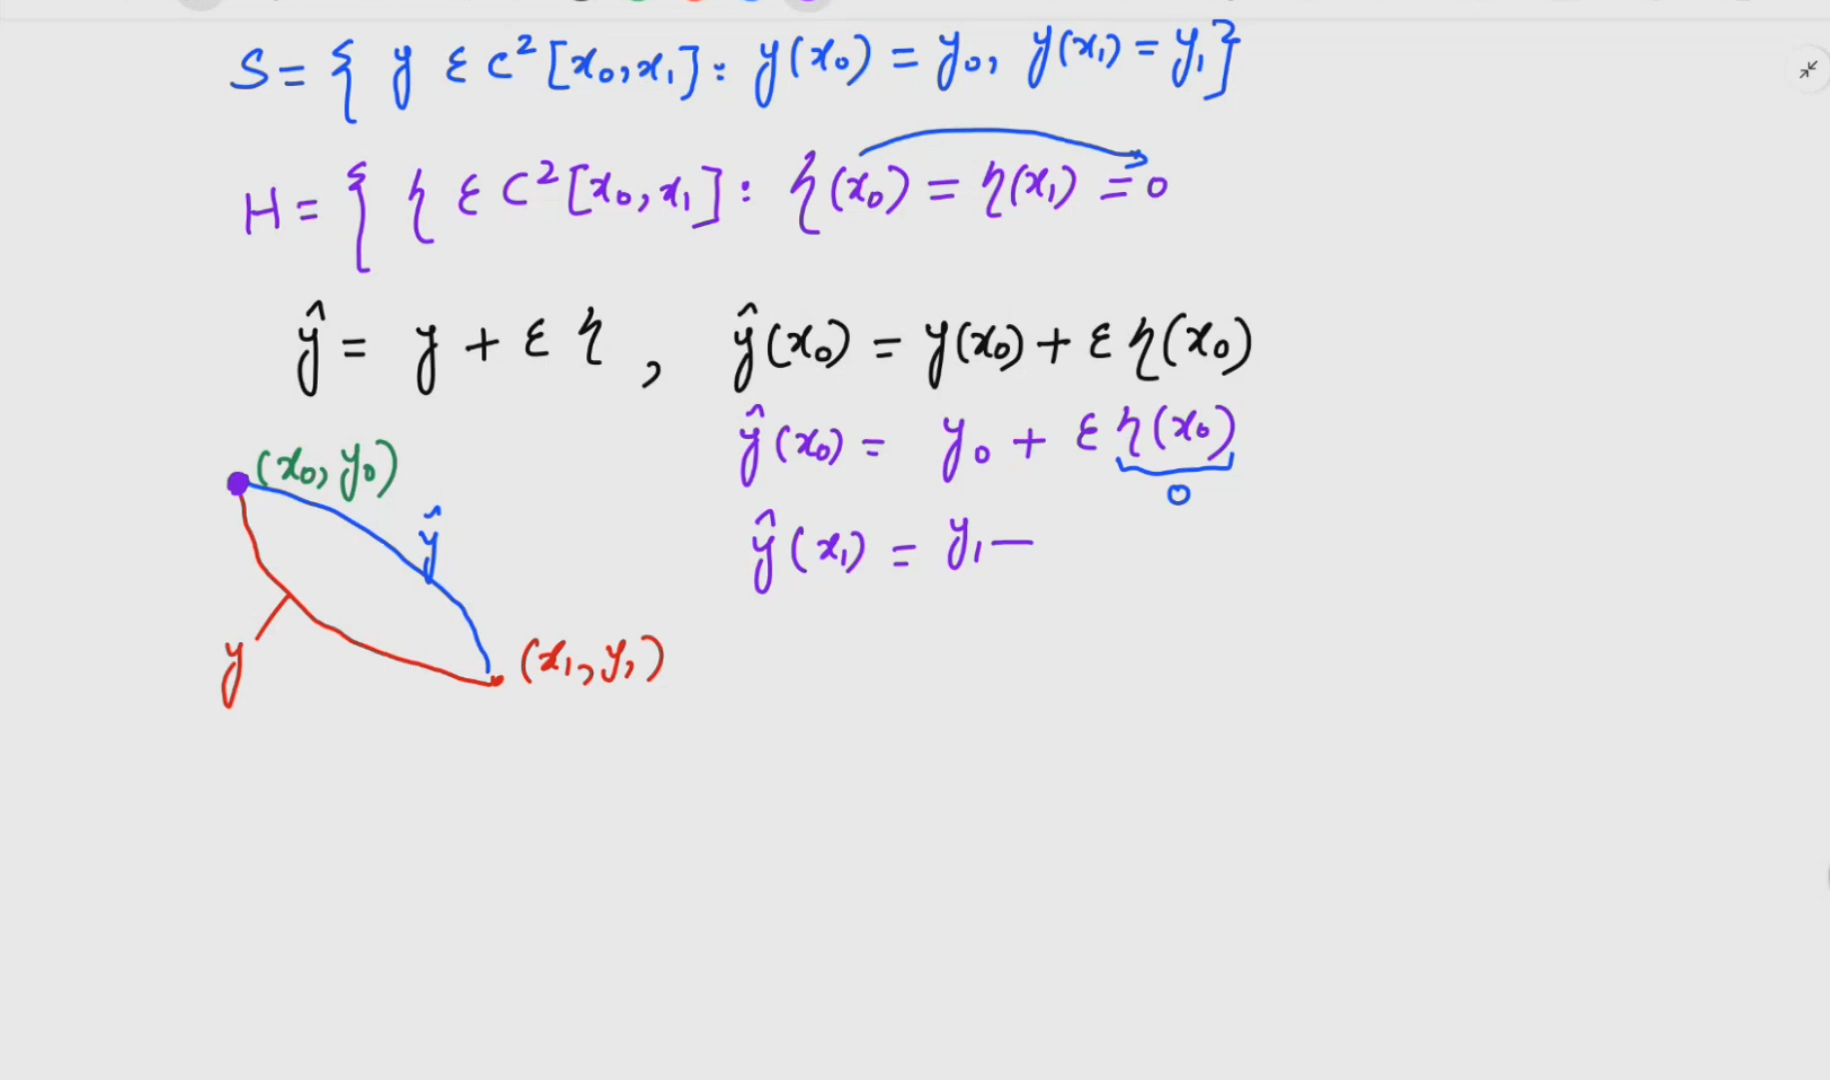 S = { y ε C²[x₀,x₁] : y(x₀) = y₀, y(x₁) = y₁}
H = { η ε C²[x₀,x₁] : η(x₀) = η(x₁) = 0
ŷ = y + ε η , ŷ(x₀) = y(x₀) + ε η(x₀)
ŷ(x₀) = y₀ + ε η(x₀)
(x₀, y₀)
0
ŷ
ŷ(x₁) = y₁ —
y
(x₁, y₁)